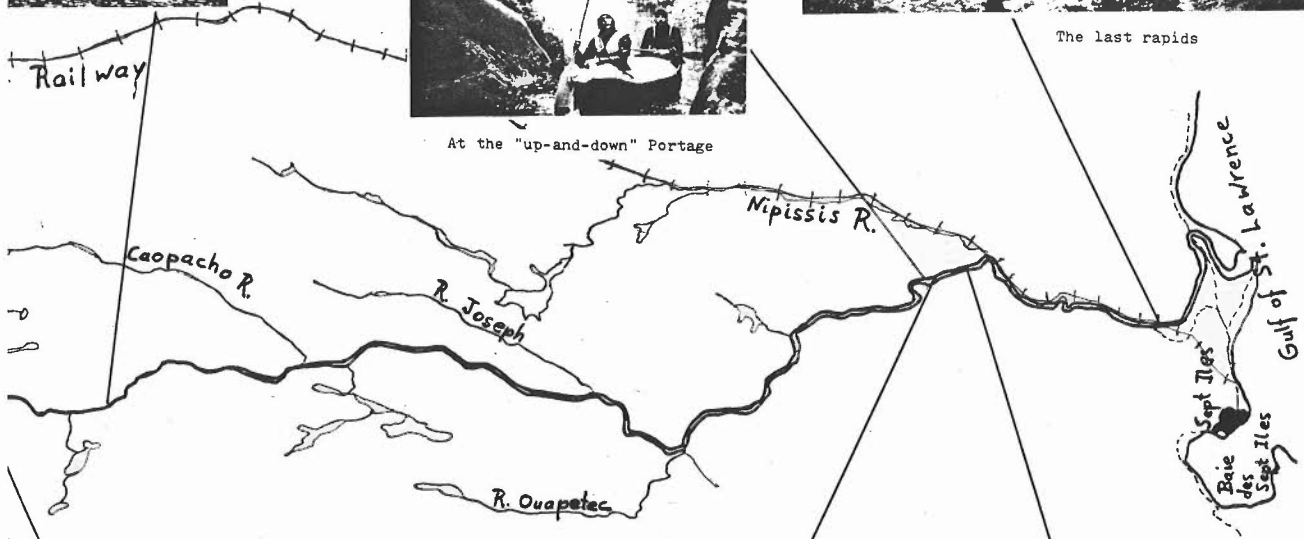 The last rapids
Railway
At the "up-and-down" Portage
Nipissis R.
Gulf of St. Lawrence
Caopacho R.
R. Joseph
Sept Iles
Baie
des
Sept Iles
R. Ouapetec